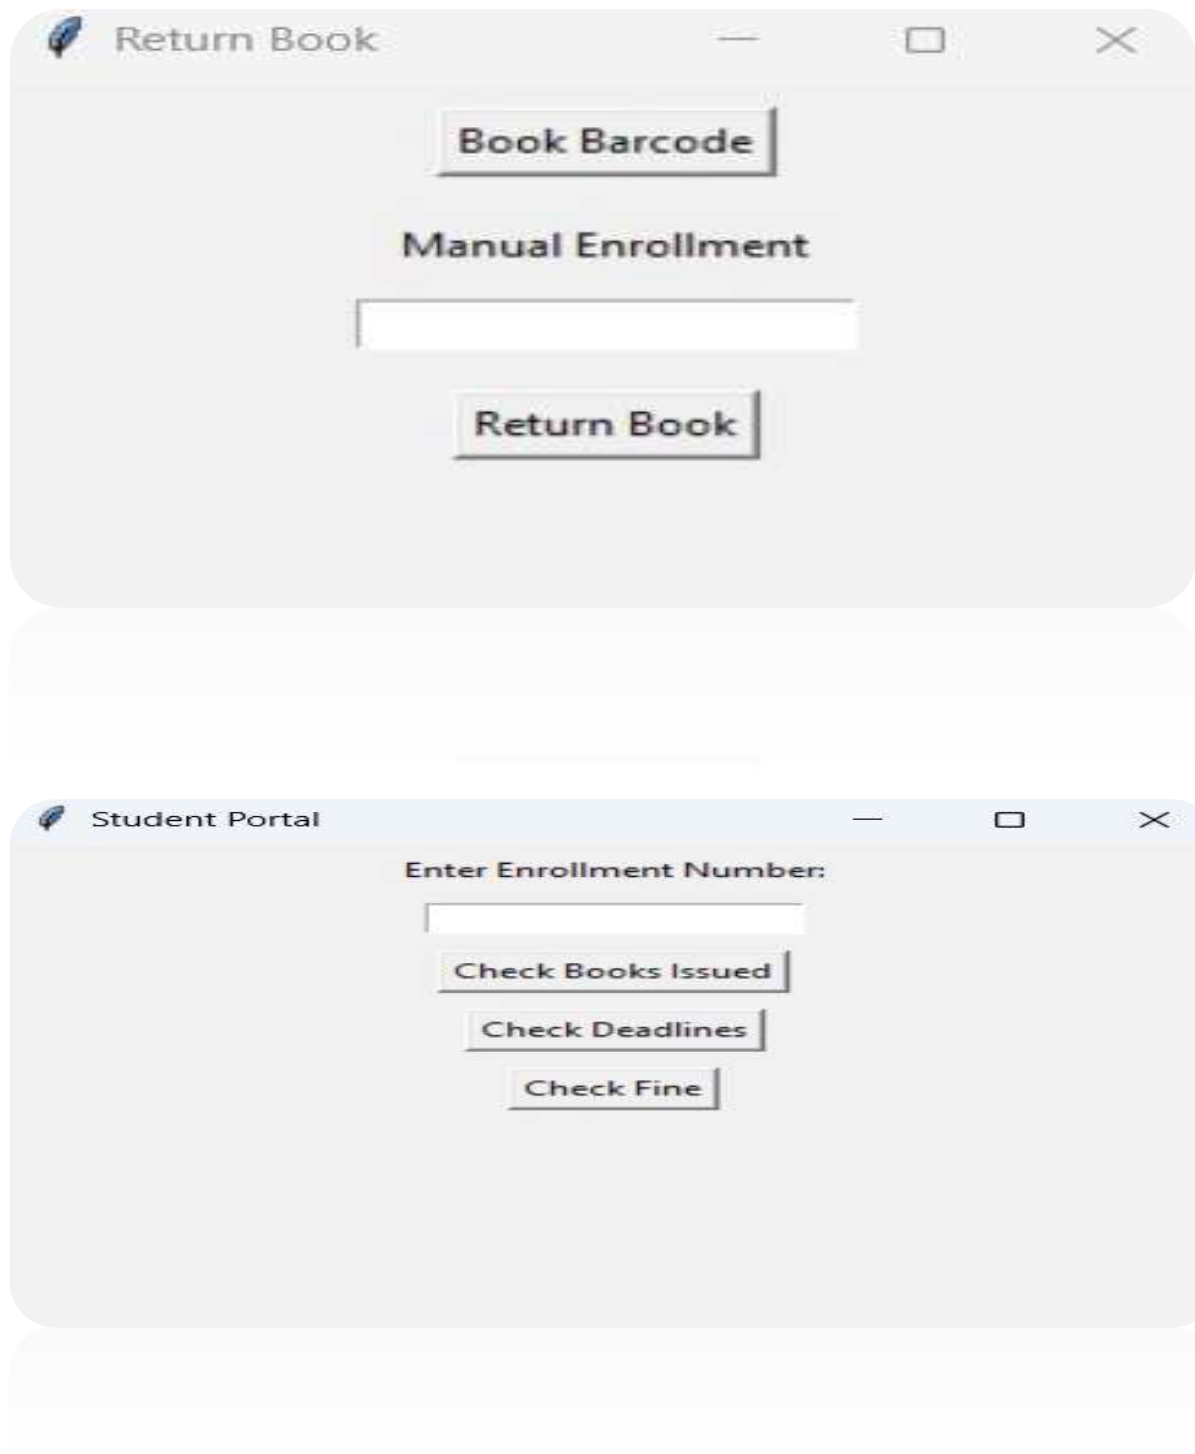 Return Book
Book Barcode
Manual Enrollment
Return Book
Student Portal
Enter Enrollment Number:
Check Books Issued
Check Deadlines
Check Fine